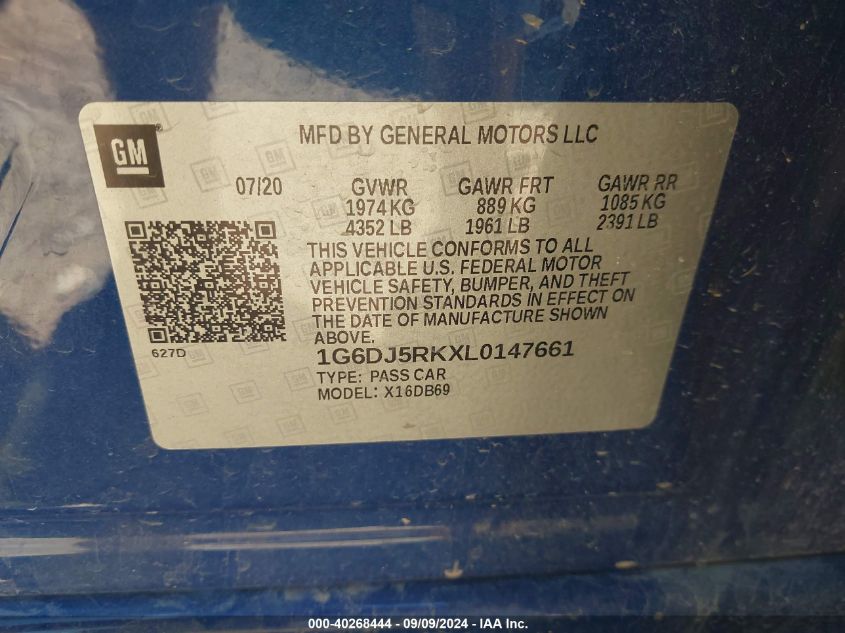 GM
MFD BY GENERAL MOTORS LLC
07/20 GVWR GAWR FRT GAWR RR
1974 KG 889 KG 1085 KG
4352 LB 1961 LB 2391 LB
THIS VEHICLE CONFORMS TO ALL
APPLICABLE U.S. FEDERAL MOTOR
VEHICLE SAFETY, BUMPER, AND THEFT
PREVENTION STANDARDS IN EFFECT ON
THE DATE OF MANUFACTURE SHOWN
ABOVE.
627D
1G6DJ5RKXL0147661
TYPE: PASS CAR
MODEL: X16DB69
000-40268444 - 09/09/2024 - IAA Inc.